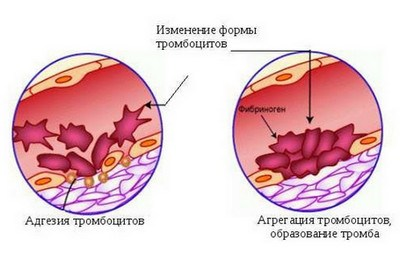 Изменение формы
тромбоцитов
Фибриноген
Адгезия тромбоцитов
Агрегация тромбоцитов,
образование тромба